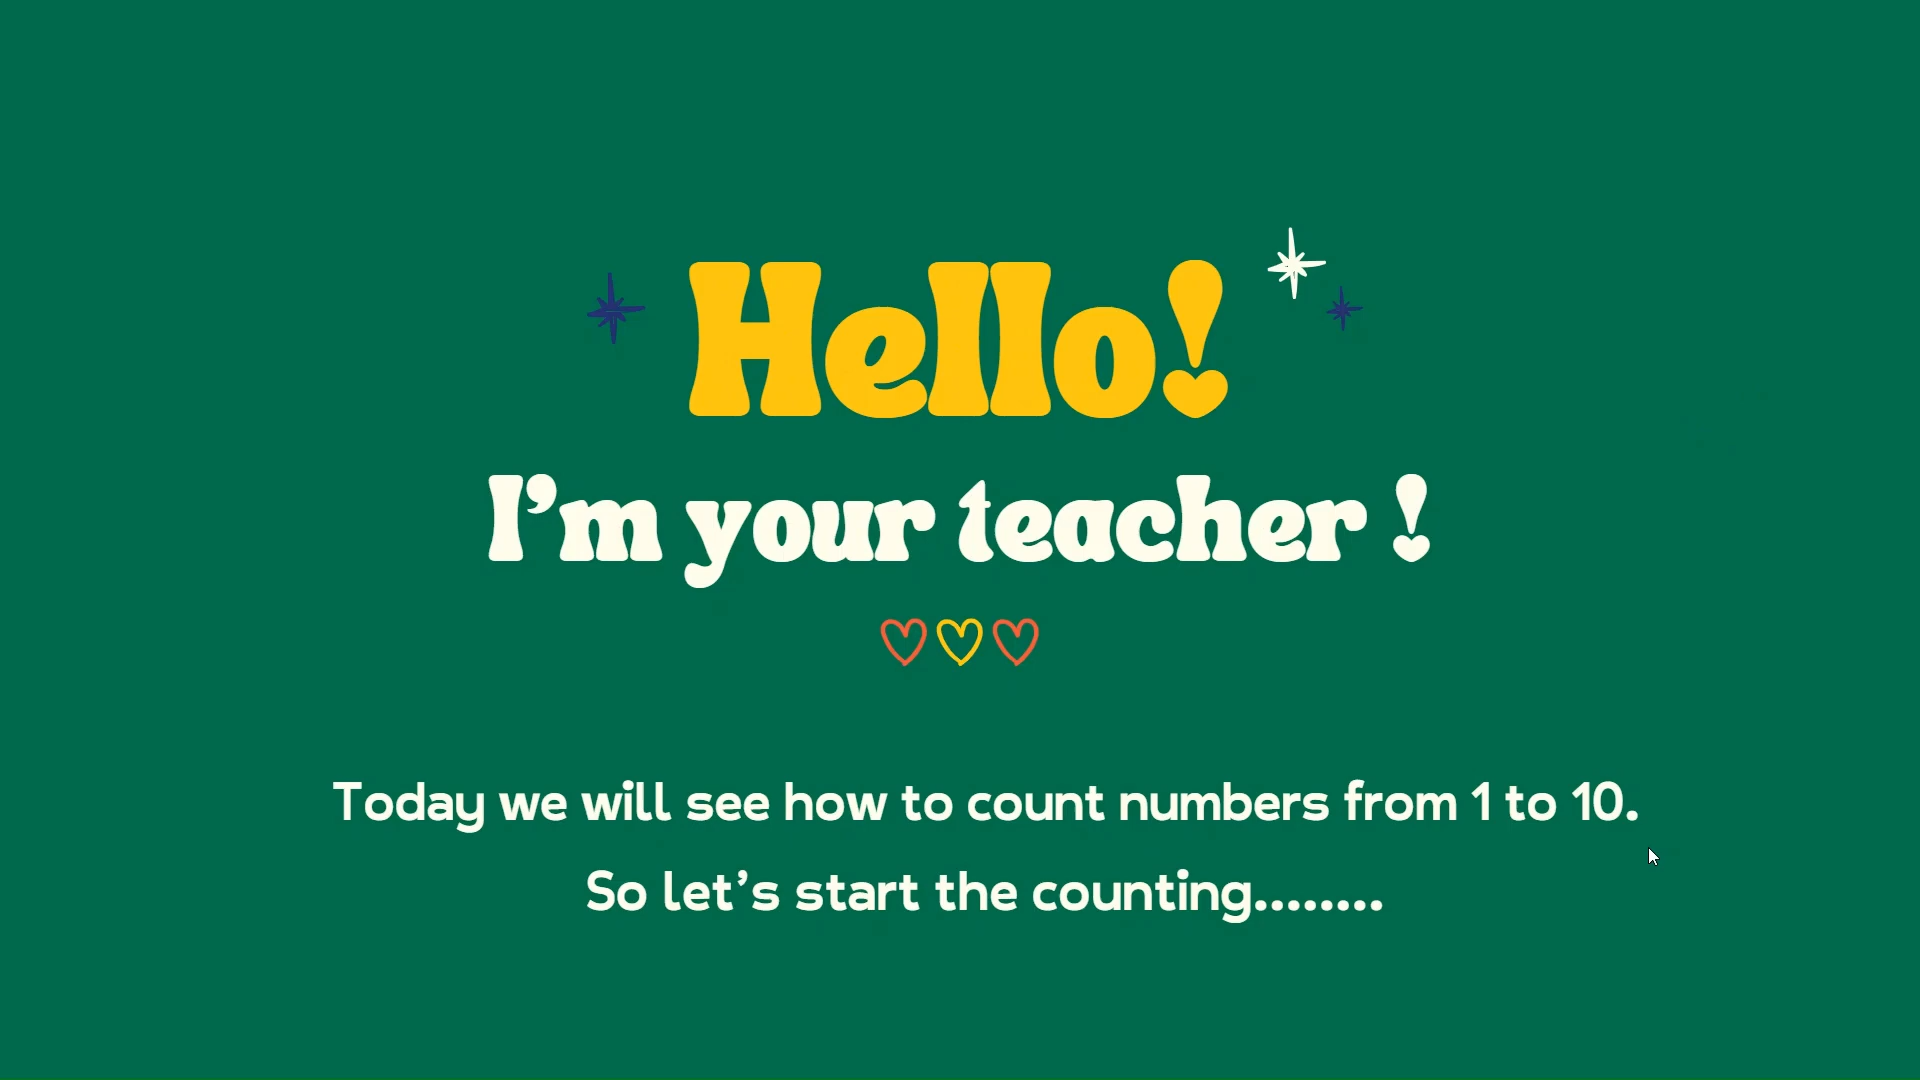 Hello!
I'm your teacher !
Today we will see how to count numbers from 1 to 10.
So let's start the counting........